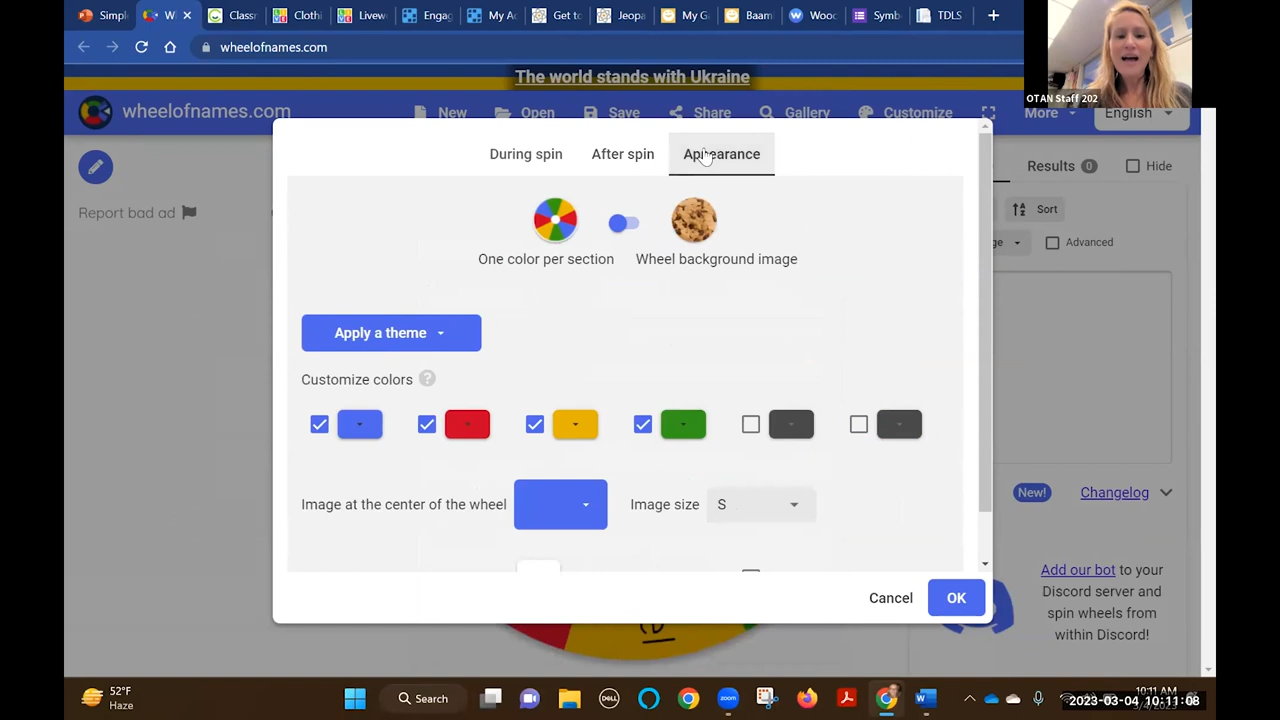 Simpl
W
Classr
Clothi
Livew
Engag
My Ac
Get to
Jeopa
My G
Baam
Wooc
Symb
TDLS
wheelofnames.com
OTAN Staff 202
The world stands with Ukraine
wheelofnames.com
New
Open
Save
Share
Gallery
Customize
More
English
Report bad ad
During spin
After spin
Appearance
Results 0
Hide
Sort
ge
Advanced
One color per section
Wheel background image
Apply a theme
Customize colors ?
Image at the center of the wheel
Image size
S
New!
Changelog
Add our bot to your
Discord server and
spin wheels from
within Discord!
Cancel
OK
52°F
Haze
Search
DELL
zoom
10:11 AM
2023-03-04 10:11:08